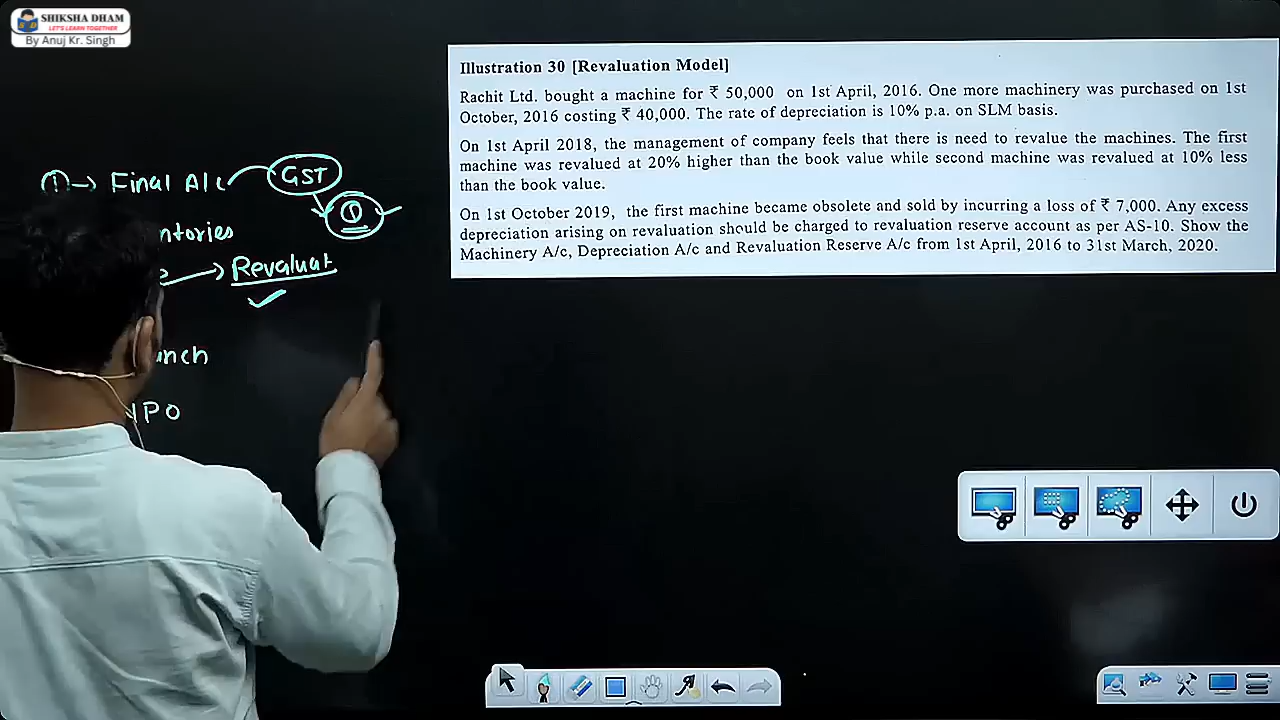 SHIKSHA DHAM
LET'S LEARN TOGETHER
By Anuj Kr. Singh
Illustration 30 [Revaluation Model]
Rachit Ltd. bought a machine for ₹ 50,000 on 1st April, 2016. One more machinery was purchased on 1st
October, 2016 costing ₹ 40,000. The rate of depreciation is 10% p.a. on SLM basis.
On 1st April 2018, the management of company feels that there is need to revalue the machines. The first
machine was revalued at 20% higher than the book value while second machine was revalued at 10% less
than the book value.
On 1st October 2019, the first machine became obsolete and sold by incurring a loss of ₹ 7,000. Any excess
depreciation arising on revaluation should be charged to revaluation reserve account as per AS-10. Show the
Machinery A/c, Depreciation A/c and Revaluation Reserve A/c from 1st April, 2016 to 31st March, 2020.
① → Final A/c GST
①
ntories
→ Revaluat
✓
unch
NPO